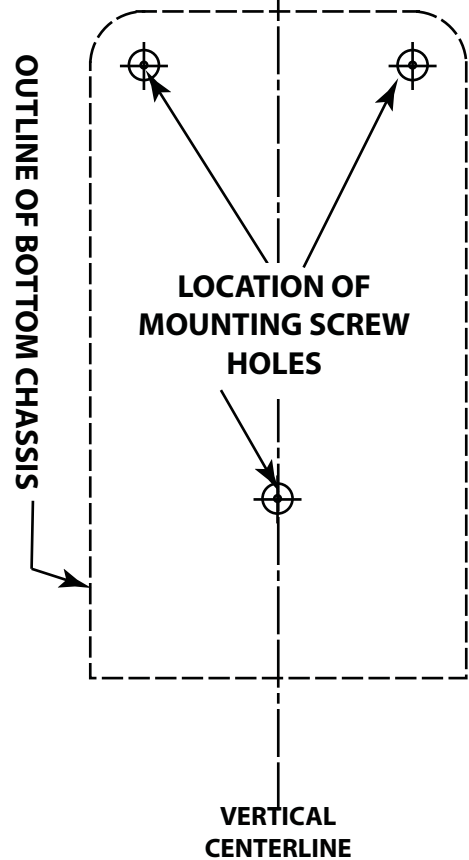 OUTLINE OF BOTTOM CHASSIS
LOCATION OF
MOUNTING SCREW
HOLES
VERTICAL
CENTERLINE